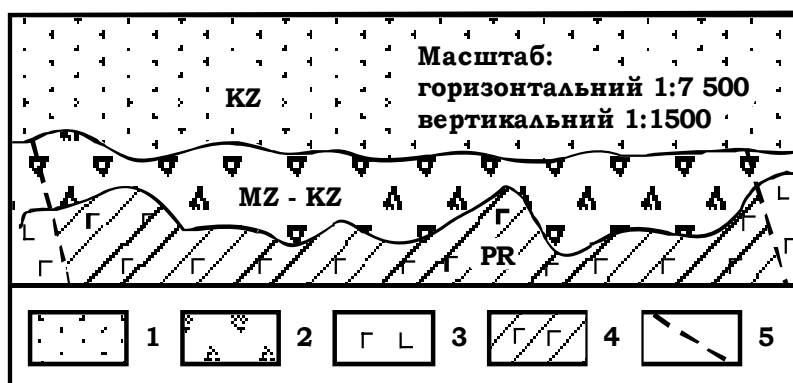 Масштаб:
горизонтальний 1:7 500
KZ
вертикальний 1:1500
MZ - KZ
PR
1 2 3 4 5